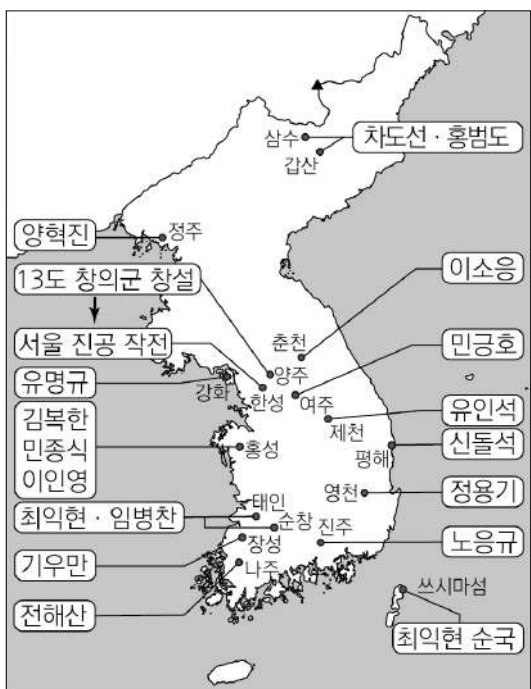 삼수
갑산
차도선 · 홍범도
양혁진
정주
13도 창의군 창설
이소응
춘천
서울 진공 작전
양주
민긍호
유명규
강화
한성
여주
유인석
김복한
민종식
이인영
홍성
제천
평해
신돌석
영천
정용기
태인
최익현 · 임병찬
순창
진주
노응규
장성
기우만
나주
쓰시마섬
전해산
최익현 순국